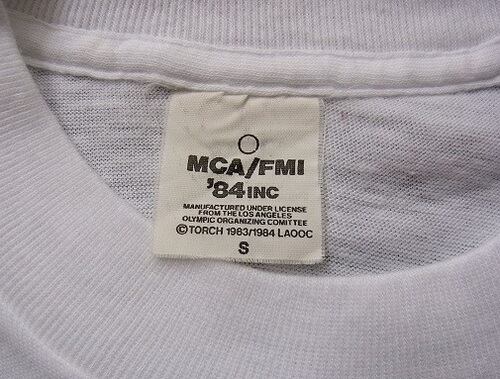 MCA/FMI
'84 INC
MANUFACTURED UNDER LICENSE
FROM THE LOS ANGELES
OLYMPIC ORGANIZING COMITTEE
© TORCH 1983/1984 LAOOC
S